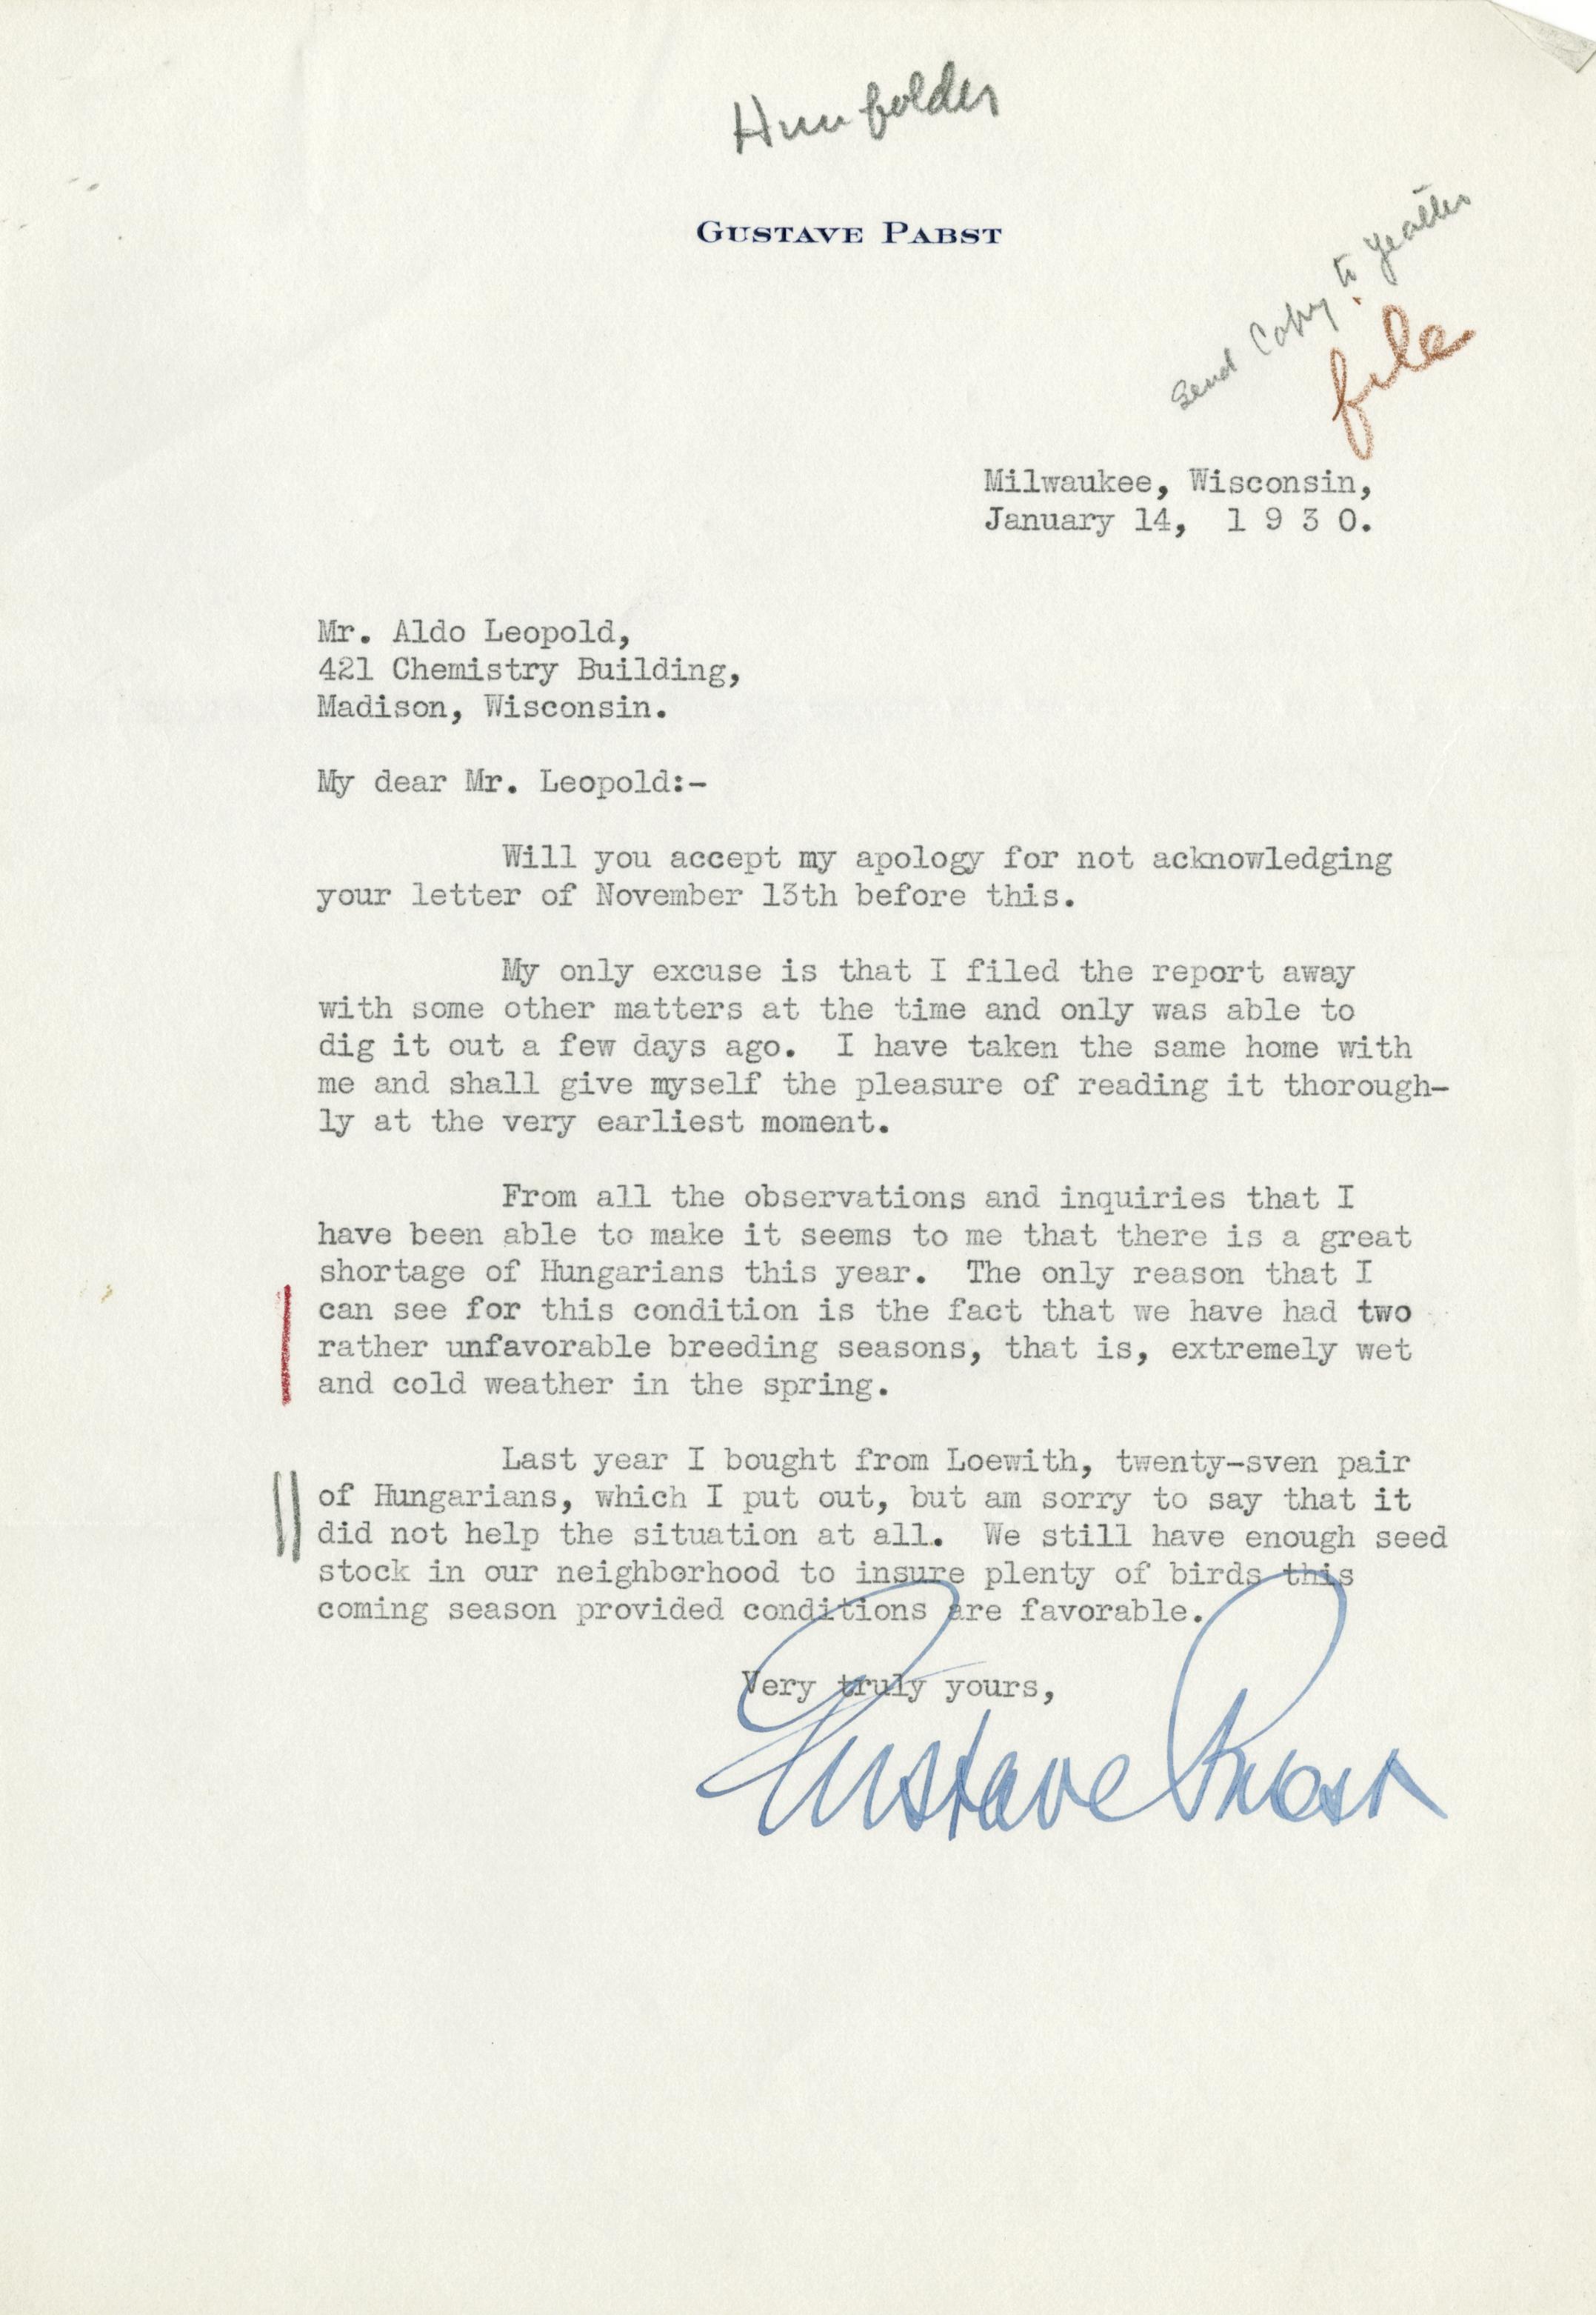 Hun folder
GUSTAVE PABST
Send Copy to Yeatter
file
Milwaukee, Wisconsin,
January 14, 1 9 3 0.
Mr. Aldo Leopold,
421 Chemistry Building,
Madison, Wisconsin.
My dear Mr. Leopold:-
Will you accept my apology for not acknowledging
your letter of November 13th before this.
My only excuse is that I filed the report away
with some other matters at the time and only was able to
dig it out a few days ago. I have taken the same home with
me and shall give myself the pleasure of reading it thorough-
ly at the very earliest moment.
From all the observations and inquiries that I
have been able to make it seems to me that there is a great
shortage of Hungarians this year. The only reason that I
can see for this condition is the fact that we have had two
rather unfavorable breeding seasons, that is, extremely wet
and cold weather in the spring.
Last year I bought from Loewith, twenty-sven pair
of Hungarians, which I put out, but am sorry to say that it
did not help the situation at all. We still have enough seed
stock in our neighborhood to insure plenty of birds this
coming season provided conditions are favorable.
Very truly yours,
Gustave Pabst